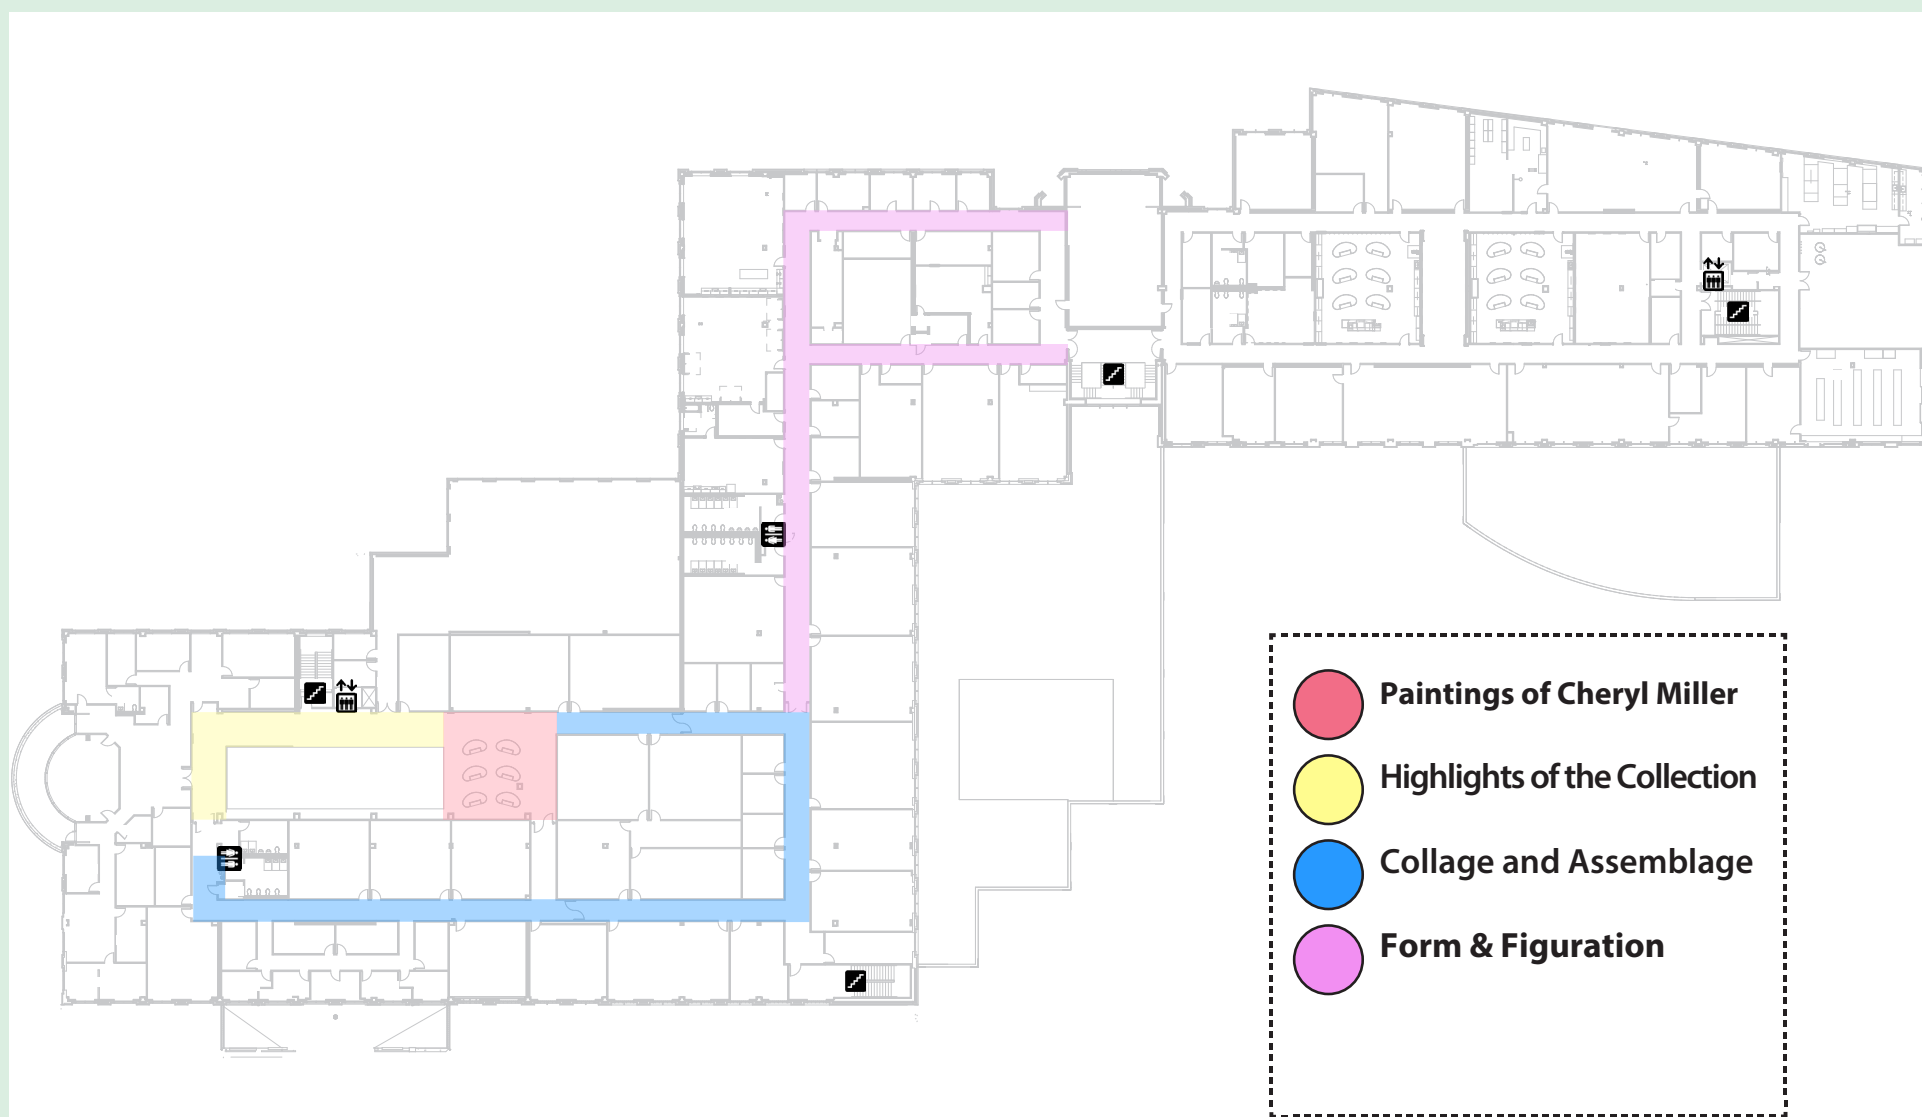 Paintings of Cheryl Miller
Highlights of the Collection
Collage and Assemblage
Form & Figuration